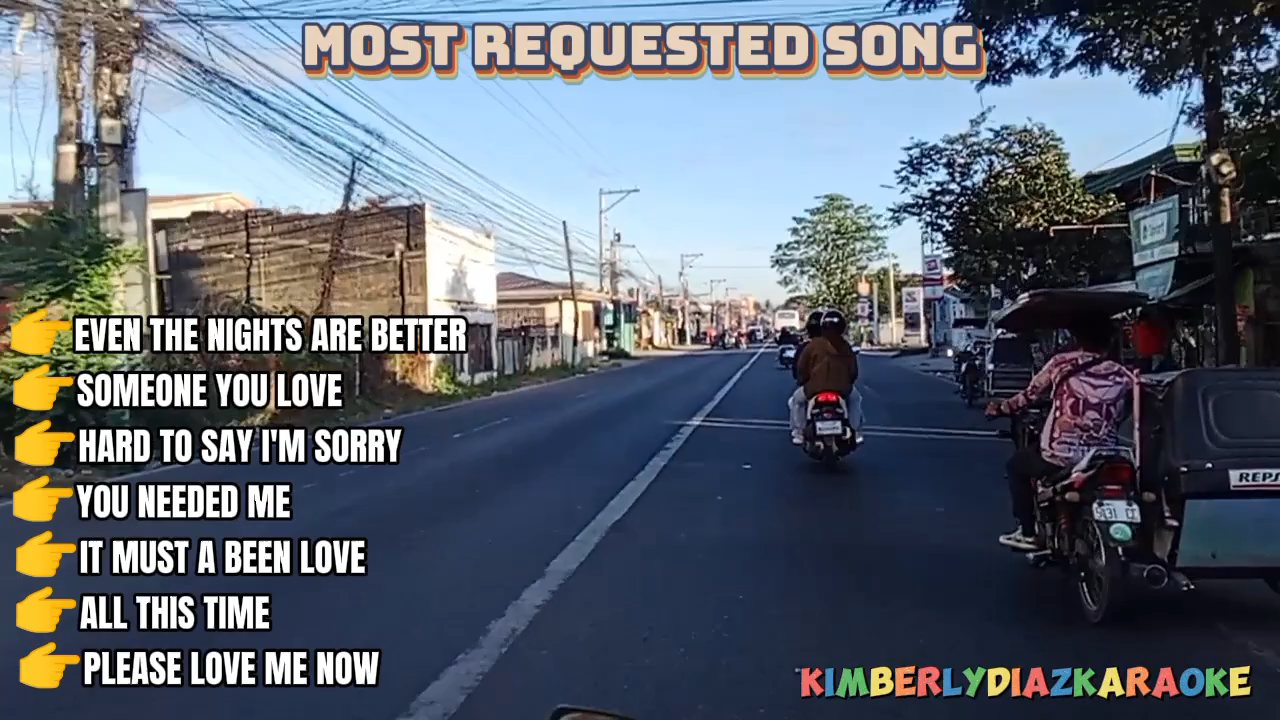 MOST REQUESTED SONG
EVEN THE NIGHTS ARE BETTER
SOMEONE YOU LOVE
HARD TO SAY I'M SORRY
YOU NEEDED ME
IT MUST A BEEN LOVE
ALL THIS TIME
PLEASE LOVE ME NOW
REPS
KIMBERLYDIAZKARAOKE